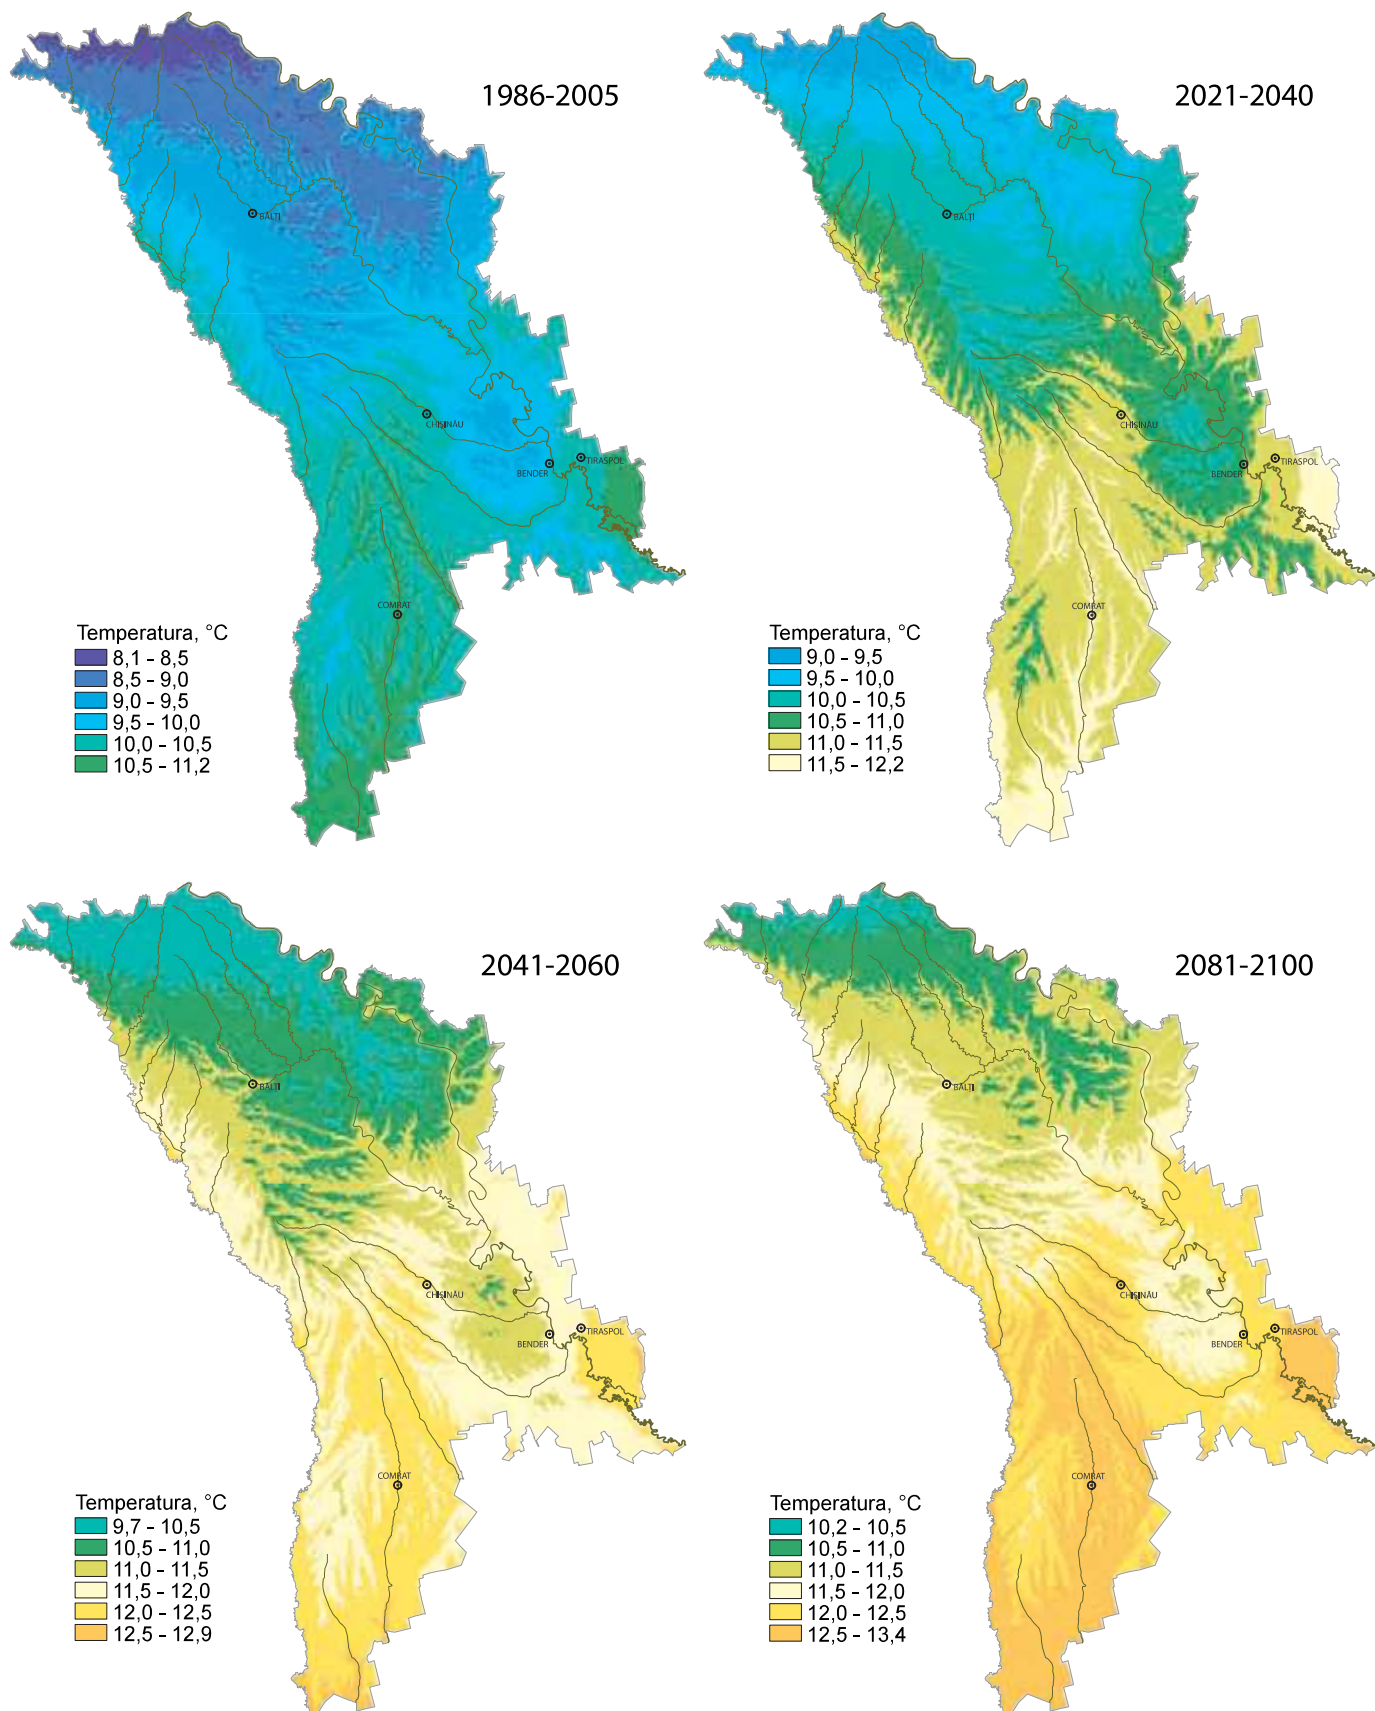 1986-2005
BĂLȚI
CHIȘINĂU
BENDER
TIRASPOL
COMRAT
Temperatura, °C
8,1 – 8,5
8,5 – 9,0
9,0 – 9,5
9,5 – 10,0
10,0 – 10,5
10,5 – 11,2
2021-2040
BĂLȚI
CHIȘINĂU
BENDER
TIRASPOL
COMRAT
Temperatura, °C
9,0 – 9,5
9,5 – 10,0
10,0 – 10,5
10,5 – 11,0
11,0 – 11,5
11,5 – 12,2
2041-2060
BĂLȚI
CHIȘINĂU
BENDER
TIRASPOL
COMRAT
Temperatura, °C
9,7 – 10,5
10,5 – 11,0
11,0 – 11,5
11,5 – 12,0
12,0 – 12,5
12,5 – 12,9
2081-2100
BĂLȚI
CHIȘINĂU
BENDER
TIRASPOL
COMRAT
Temperatura, °C
10,2 – 10,5
10,5 – 11,0
11,0 – 11,5
11,5 – 12,0
12,0 – 12,5
12,5 – 13,4